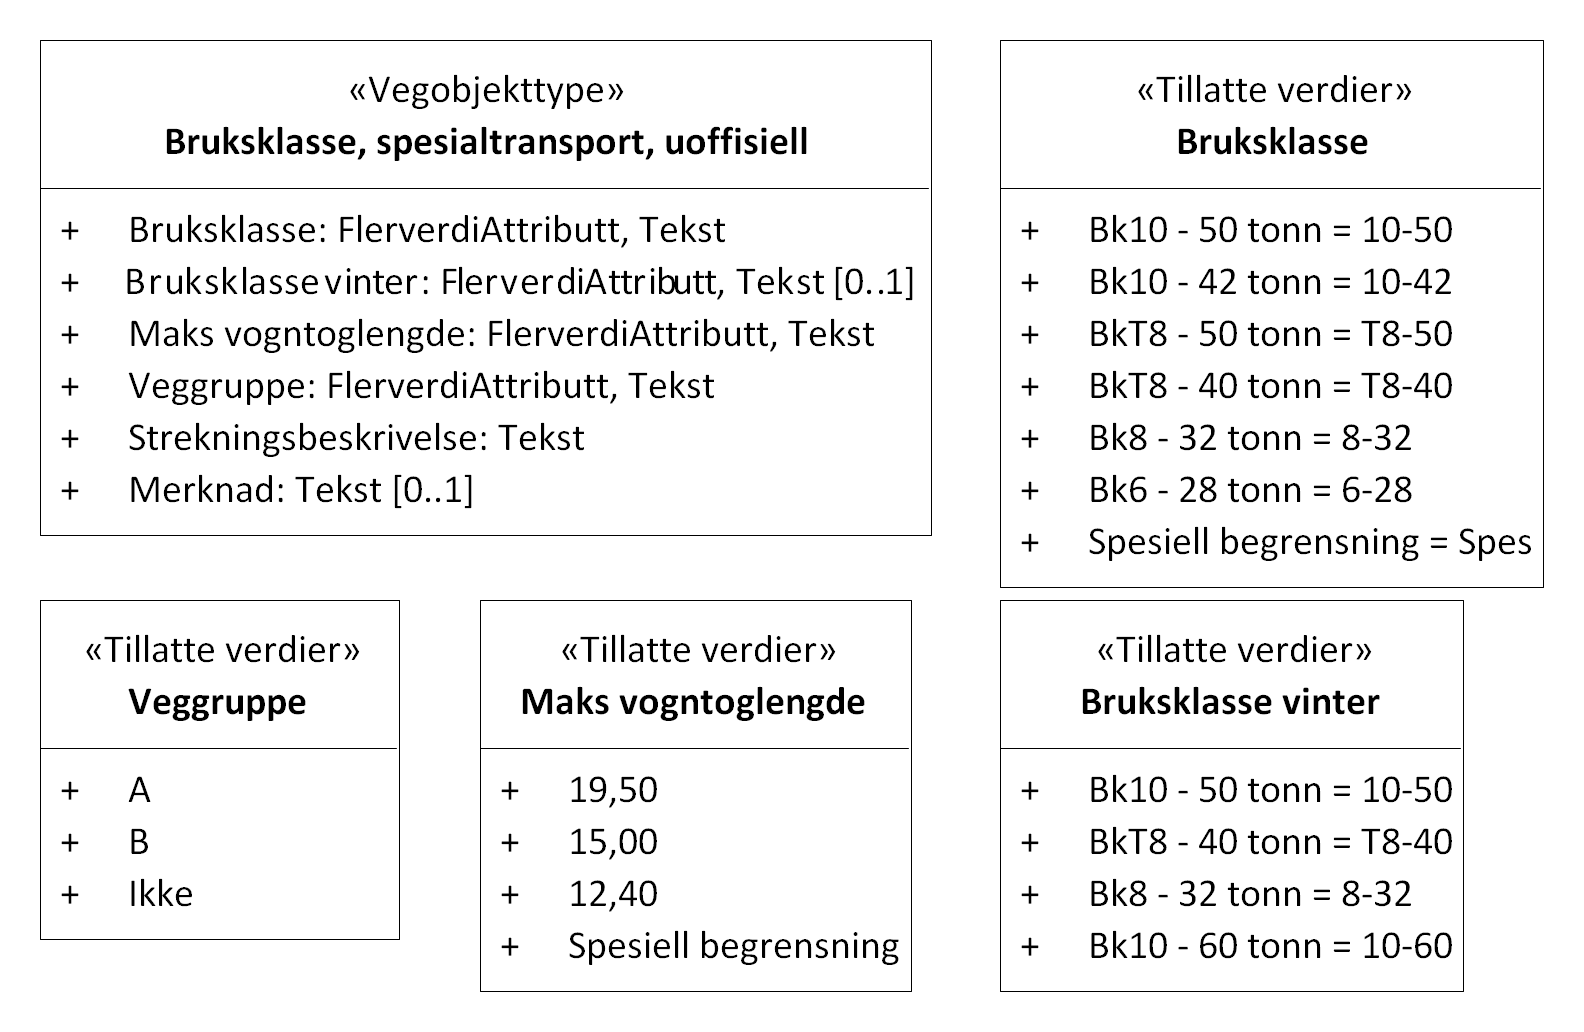 «Vegobjekttype»
Bruksklasse, spesialtransport, uoffisiell
+ Bruksklasse: FlerverdiAttributt, Tekst
+ Bruksklasse vinter: FlerverdiAttributt, Tekst [0..1]
+ Maks vogntoglengde: FlerverdiAttributt, Tekst
+ Veggruppe: FlerverdiAttributt, Tekst
+ Strekningsbeskrivelse: Tekst
+ Merknad: Tekst [0..1]
«Tillatte verdier»
Bruksklasse
+ Bk10 - 50 tonn = 10-50
+ Bk10 - 42 tonn = 10-42
+ BkT8 - 50 tonn = T8-50
+ BkT8 - 40 tonn = T8-40
+ Bk8 - 32 tonn = 8-32
+ Bk6 - 28 tonn = 6-28
+ Spesiell begrensning = Spes
«Tillatte verdier»
Veggruppe
+ A
+ B
+ Ikke
«Tillatte verdier»
Maks vogntoglengde
+ 19,50
+ 15,00
+ 12,40
+ Spesiell begrensning
«Tillatte verdier»
Bruksklasse vinter
+ Bk10 - 50 tonn = 10-50
+ BkT8 - 40 tonn = T8-40
+ Bk8 - 32 tonn = 8-32
+ Bk10 - 60 tonn = 10-60